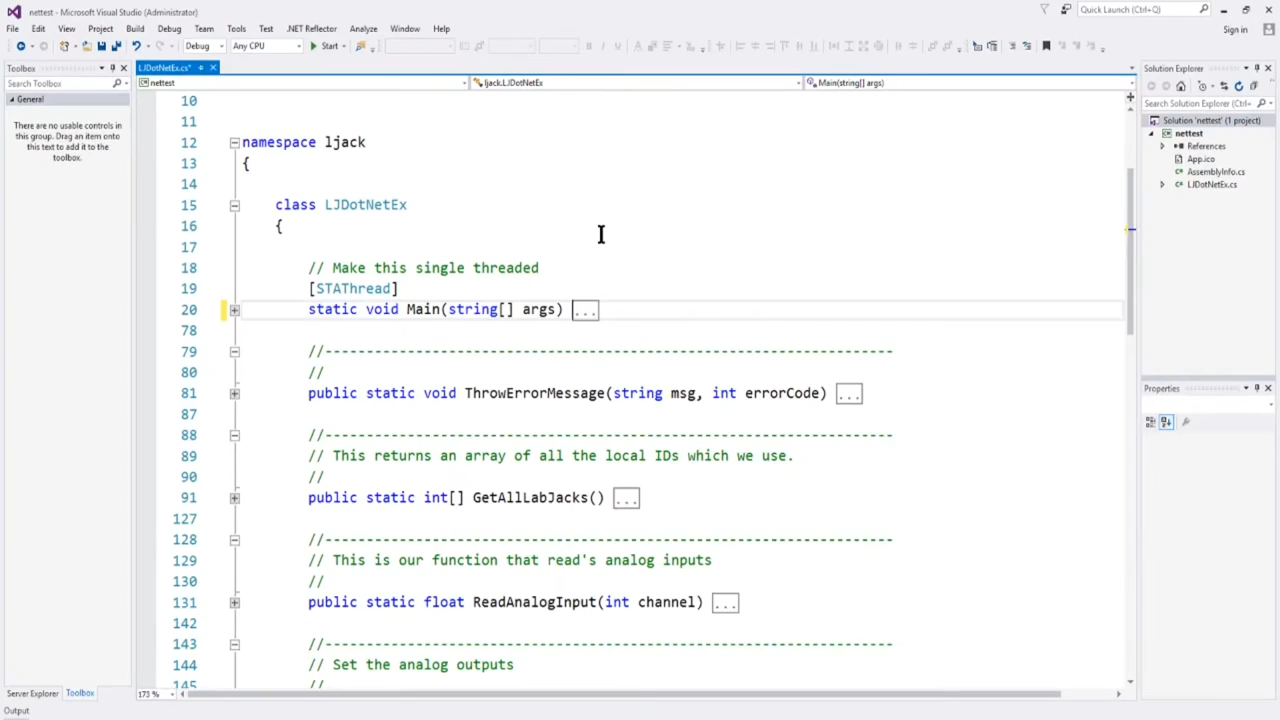 nettest - Microsoft Visual Studio (Administrator)
Quick Launch (Ctrl+Q)
File Edit View Project Build Debug Team Tools Test .NET Reflector Analyze Window Help
Sign in
Debug Any CPU Start
Toolbox
LJDotNetEx.cs*
Solution Explorer
Search Toolbox
nettest
ljack.LJDotNetEx
Main(string[] args)
General
There are no usable controls in
this group. Drag an item onto
this text to add it to the
toolbox.
Search Solution Explorer (Ctrl+
Solution 'nettest' (1 project)
nettest
References
App.ico
AssemblyInfo.cs
LJDotNetEx.cs
Properties
10
11
12 namespace ljack
13 {
14
15 class LJDotNetEx
16 {
17
18 // Make this single threaded
19 [STAThread]
20 static void Main(string[] args) ...
78
79 //---------------------------------------------------------------------
80 //
81 public static void ThrowErrorMessage(string msg, int errorCode) ...
87
88 //---------------------------------------------------------------------
89 // This returns an array of all the local IDs which we use.
90 //
91 public static int[] GetAllLabJacks() ...
127
128 //---------------------------------------------------------------------
129 // This is our function that read's analog inputs
130 //
131 public static float ReadAnalogInput(int channel) ...
142
143 //---------------------------------------------------------------------
144 // Set the analog outputs
145 //
Server Explorer Toolbox
173 %
Output